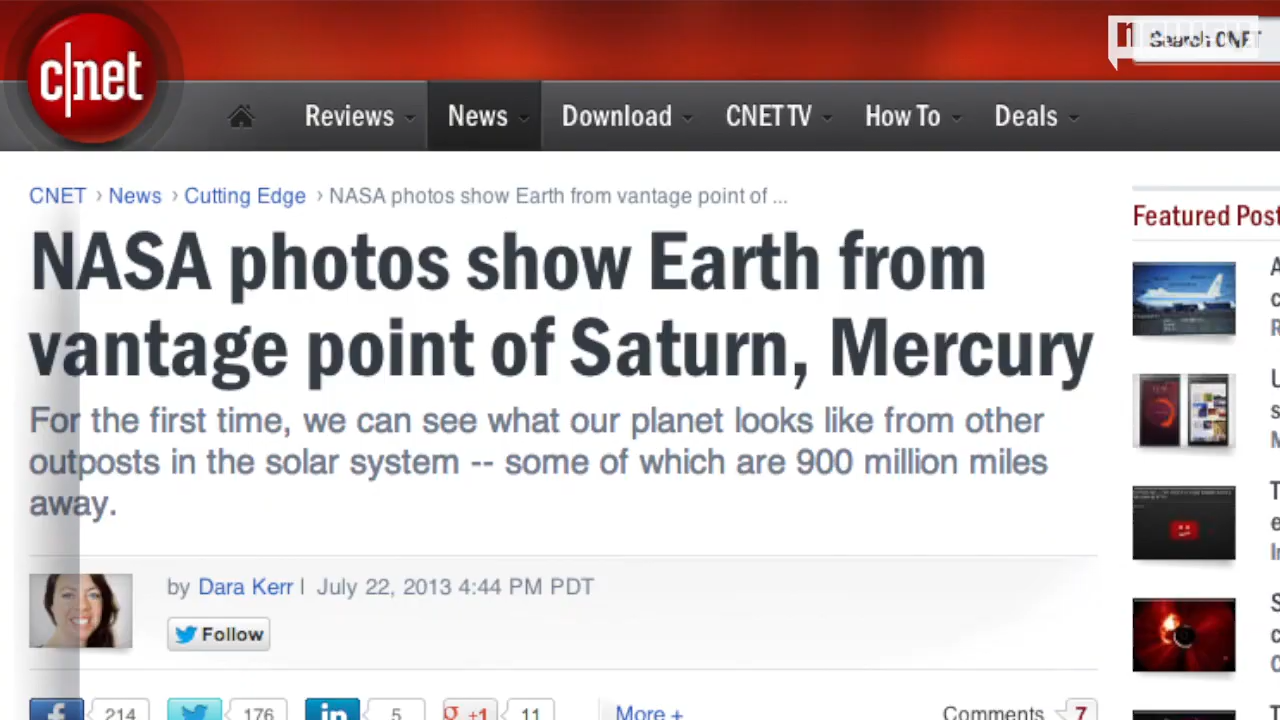 c|net
Search CNET
Reviews News Download CNET TV How To Deals
CNET › News › Cutting Edge › NASA photos show Earth from vantage point of ...
NASA photos show Earth from
vantage point of Saturn, Mercury
For the first time, we can see what our planet looks like from other
outposts in the solar system -- some of which are 900 million miles
away.
by Dara Kerr | July 22, 2013 4:44 PM PDT
Follow
214 176 in 5 g +1 11 More + Comments 7
Featured Post